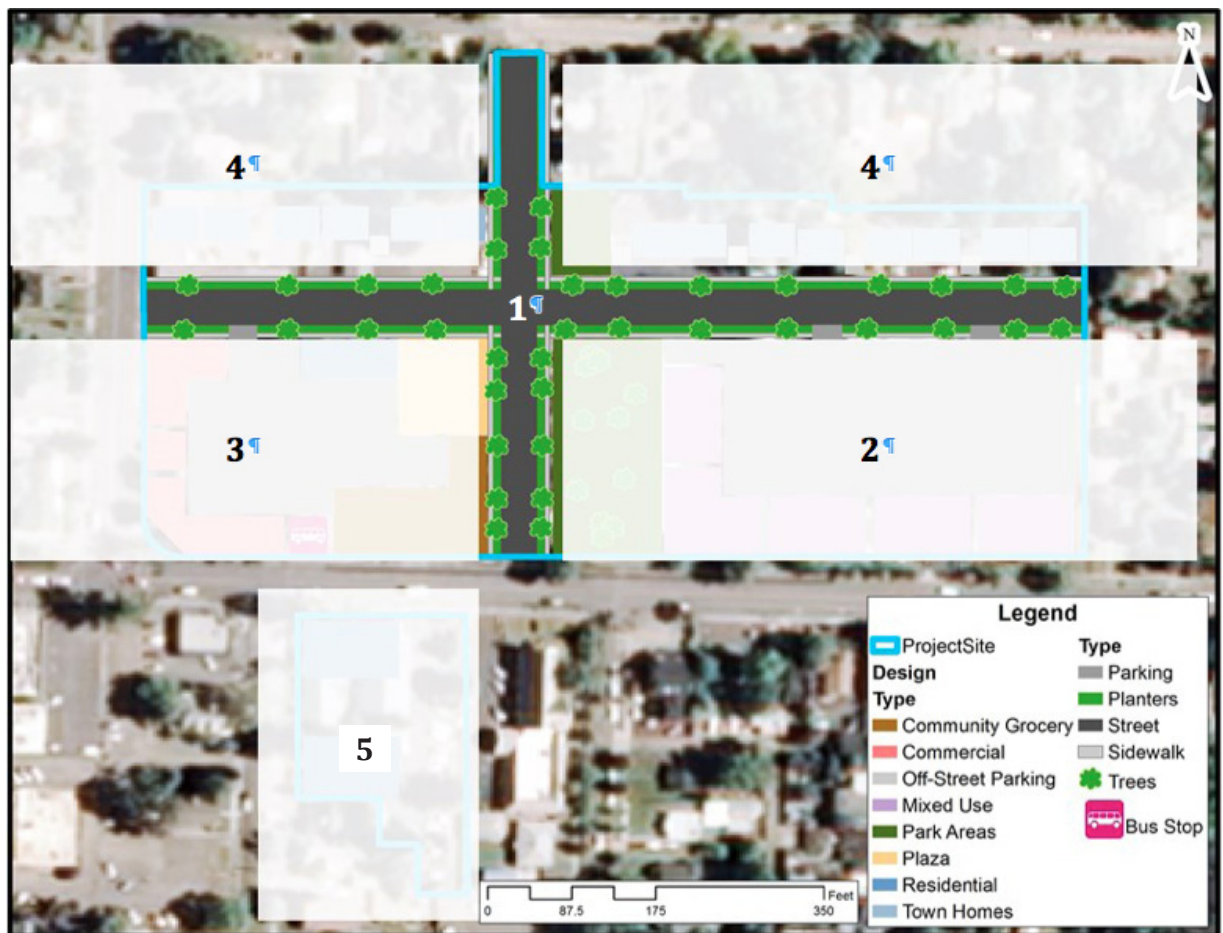 N
4¶
4¶
1¶
3¶
2¶
5
Legend
ProjectSite
Design
Type
Community Grocery
Commercial
Off-Street Parking
Mixed Use
Park Areas
Plaza
Residential
Town Homes
Type
Parking
Planters
Street
Sidewalk
Trees
Bus Stop
Feet
0 87.5 175 350